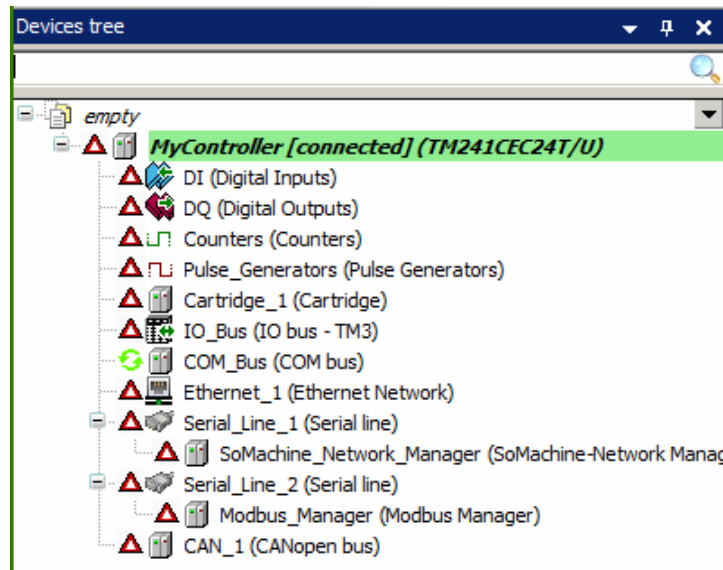 Devices tree
empty
MyController [connected] (TM241CEC24T/U)
DI (Digital Inputs)
DQ (Digital Outputs)
Counters (Counters)
Pulse_Generators (Pulse Generators)
Cartridge_1 (Cartridge)
IO_Bus (IO bus - TM3)
COM_Bus (COM bus)
Ethernet_1 (Ethernet Network)
Serial_Line_1 (Serial line)
SoMachine_Network_Manager (SoMachine-Network Manag
Serial_Line_2 (Serial line)
Modbus_Manager (Modbus Manager)
CAN_1 (CANopen bus)